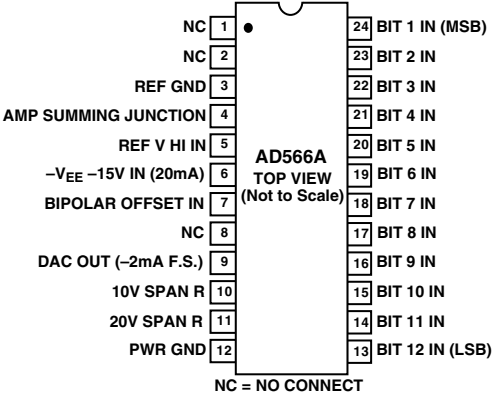 NC 1
NC 2
REF GND 3
AMP SUMMING JUNCTION 4
REF V HI IN 5
–VEE –15V IN (20mA) 6
BIPOLAR OFFSET IN 7
NC 8
DAC OUT (–2mA F.S.) 9
10V SPAN R 10
20V SPAN R 11
PWR GND 12
AD566A
TOP VIEW
(Not to Scale)
24 BIT 1 IN (MSB)
23 BIT 2 IN
22 BIT 3 IN
21 BIT 4 IN
20 BIT 5 IN
19 BIT 6 IN
18 BIT 7 IN
17 BIT 8 IN
16 BIT 9 IN
15 BIT 10 IN
14 BIT 11 IN
13 BIT 12 IN (LSB)
NC = NO CONNECT